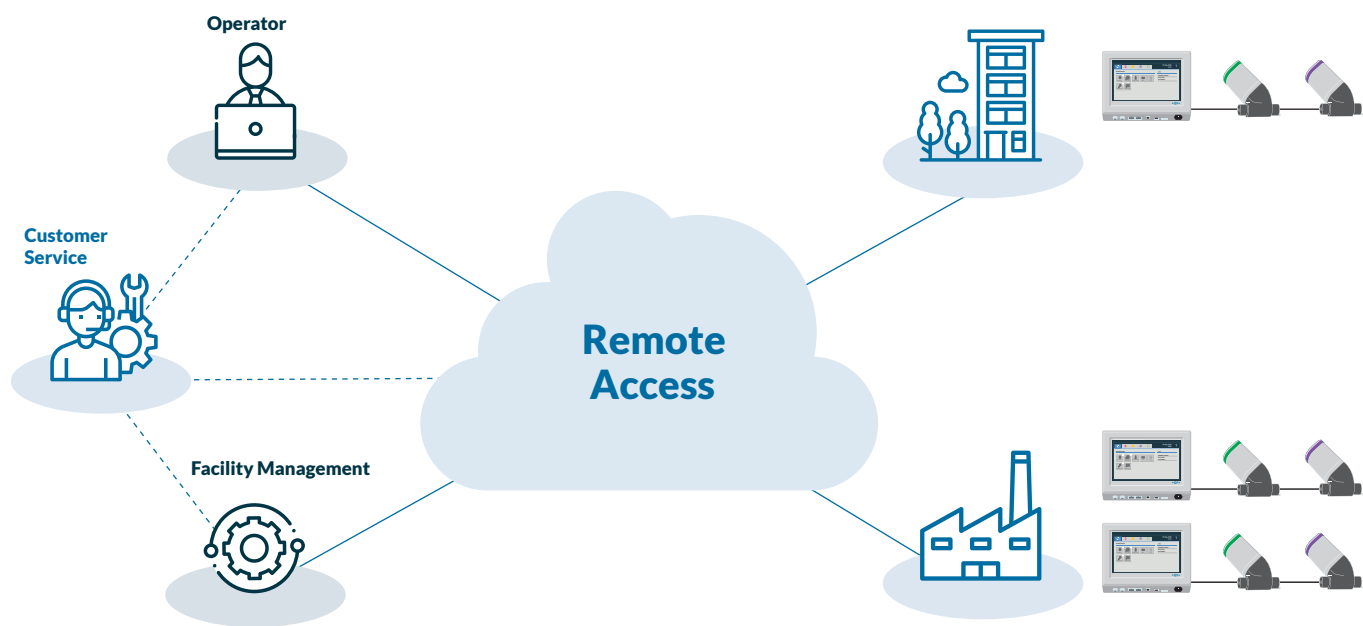 Operator
Customer
Service
Remote
Access
Facility Management